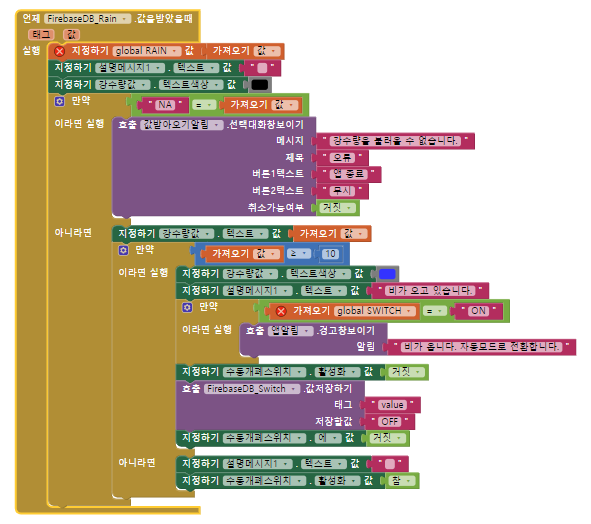 언제 FirebaseDB_Rain .값을받았을때
태그 값
실행 지정하기 global RAIN 값 가져오기 값
지정하기 설명메시지1 . 텍스트 값 " "
지정하기 강수량값 . 텍스트색상 값
만약 " NA " = 가져오기 값
이라면 실행 호출 값받아오기알림 .선택대화창보이기
메시지 " 강수량을 불러올 수 없습니다. "
제목 " 오류 "
버튼1텍스트 " 앱 종료 "
버튼2텍스트 " 무시 "
취소가능여부 거짓
아니라면 지정하기 강수량값 . 텍스트 값 가져오기 값
만약 가져오기 값 ≥ 10
이라면 실행 지정하기 강수량값 . 텍스트색상 값
지정하기 설명메시지1 . 텍스트 값 " 비가 오고 있습니다. "
만약 가져오기 global SWITCH = " ON "
이라면 실행 호출 앱알림 .경고창보이기
알림 " 비가 옵니다. 자동모드로 전환합니다. "
지정하기 수동개폐스위치 . 활성화 값 거짓
호출 FirebaseDB_Switch .값저장하기
태그 " value "
저장할값 " OFF "
지정하기 수동개폐스위치 . 에 값 거짓
아니라면 지정하기 설명메시지1 . 텍스트 값 " "
지정하기 수동개폐스위치 . 활성화 값 참